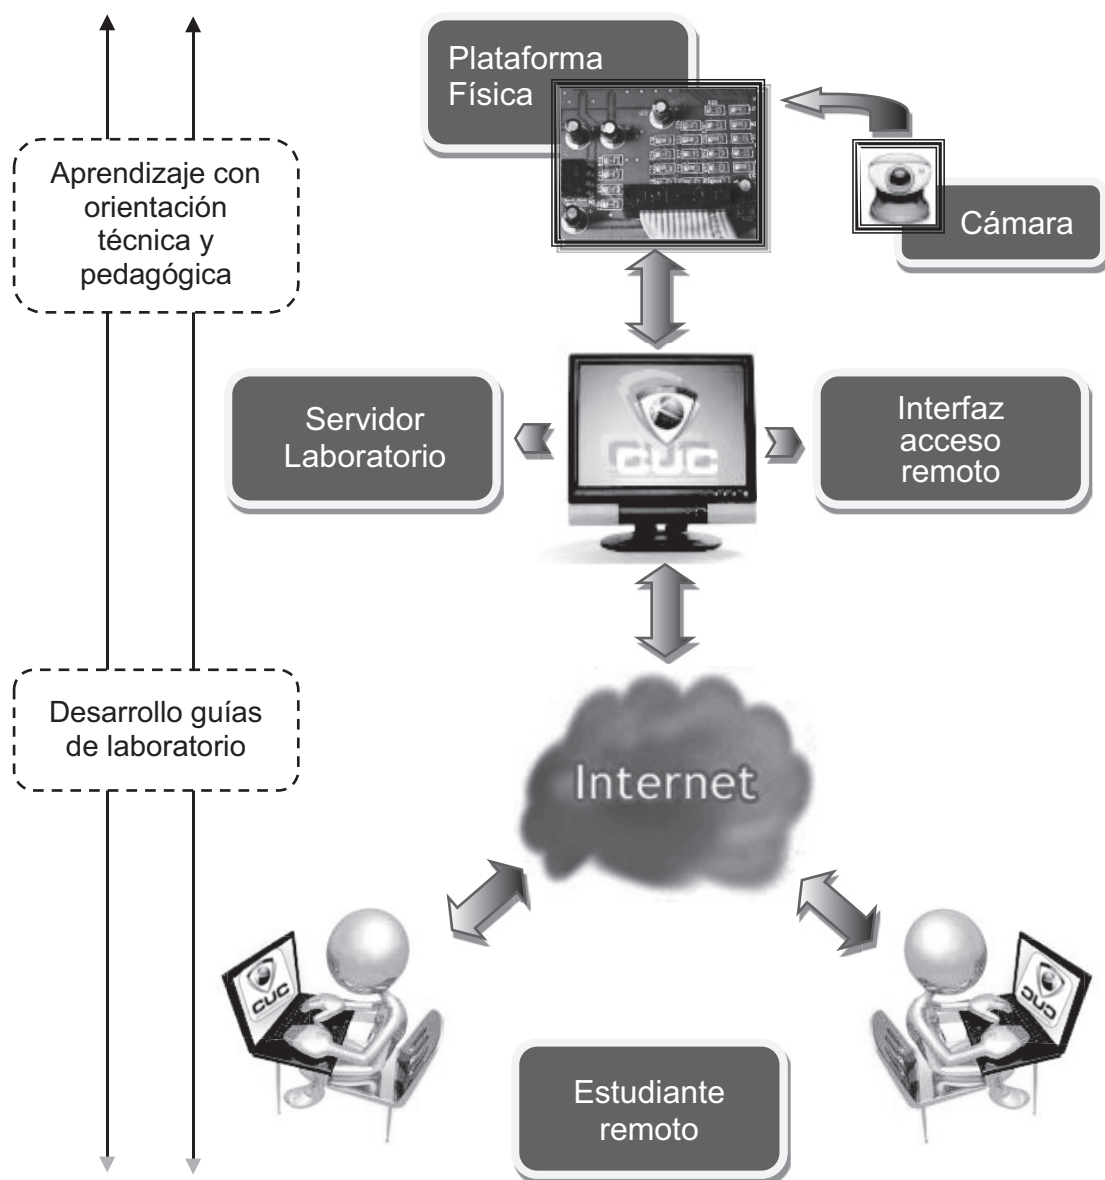 Plataforma
Física
Cámara
Aprendizaje con
orientación
técnica y
pedagógica
Servidor
Laboratorio
CUC
Interfaz
acceso
remoto
Desarrollo guías
de laboratorio
Internet
CUC
CUC
Estudiante
remoto